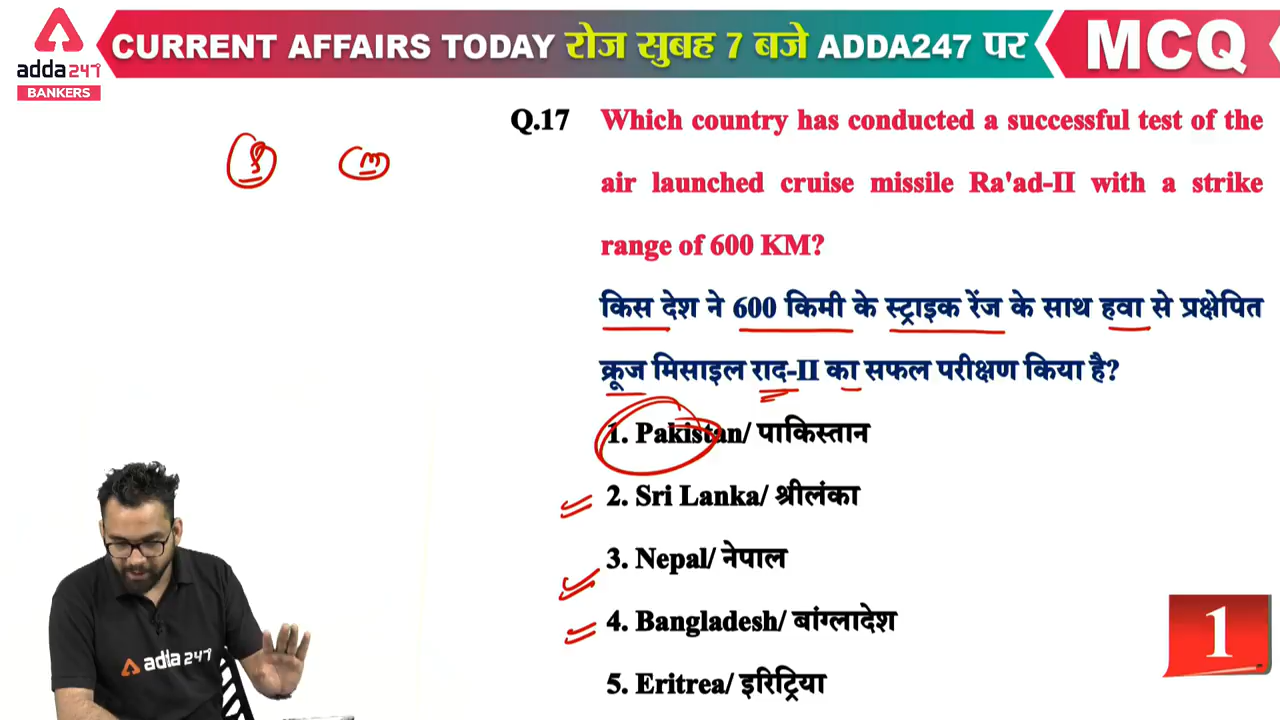 adda247
BANKERS
CURRENT AFFAIRS TODAY रोज सुबह 7 बजे ADDA247 पर
MCQ
Q.17 Which country has conducted a successful test of the
air launched cruise missile Ra'ad-II with a strike
range of 600 KM?
किस देश ने 600 किमी के स्ट्राइक रेंज के साथ हवा से प्रक्षेपित
क्रूज मिसाइल राद-II का सफल परीक्षण किया है?
1. Pakistan/ पाकिस्तान
2. Sri Lanka/ श्रीलंका
3. Nepal/ नेपाल
4. Bangladesh/ बांग्लादेश
5. Eritrea/ इरिट्रिया
adda247
1